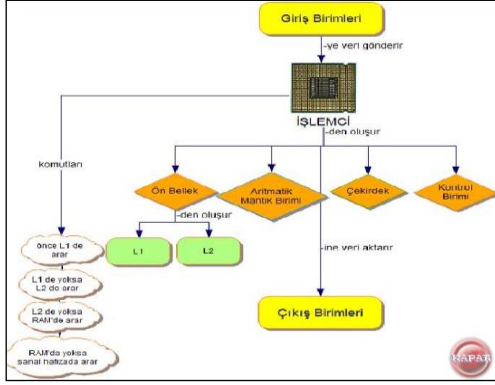 Giriş Birimleri
-ye veri gönderir
İŞLEMCİ
-den oluşur
komutları
Ön Bellek
Aritmatik
Mantık Birimi
Çekirdek
Kontrol
Birimi
-den oluşur
L1
L2
-ine veri aktarır
Çıkış Birimleri
önce L1 de
arar
L1 de yoksa
L2 de arar
L2 de yoksa
RAM'de arar
RAM'da yoksa
sanal hafızada arar
KAPAT